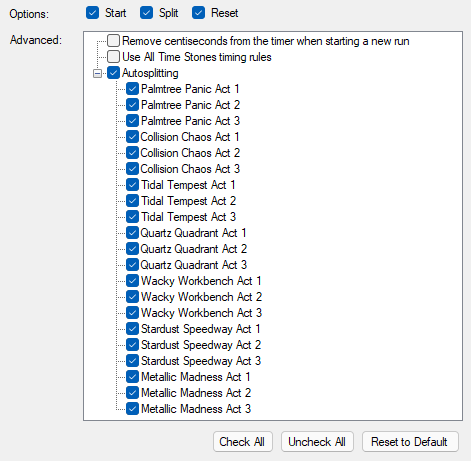 Options: Start Split Reset
Advanced: Remove centiseconds from the timer when starting a new run
Use All Time Stones timing rules
Autosplitting
Palmtree Panic Act 1
Palmtree Panic Act 2
Palmtree Panic Act 3
Collision Chaos Act 1
Collision Chaos Act 2
Collision Chaos Act 3
Tidal Tempest Act 1
Tidal Tempest Act 2
Tidal Tempest Act 3
Quartz Quadrant Act 1
Quartz Quadrant Act 2
Quartz Quadrant Act 3
Wacky Workbench Act 1
Wacky Workbench Act 2
Wacky Workbench Act 3
Stardust Speedway Act 1
Stardust Speedway Act 2
Stardust Speedway Act 3
Metallic Madness Act 1
Metallic Madness Act 2
Metallic Madness Act 3
Check All Uncheck All Reset to Default